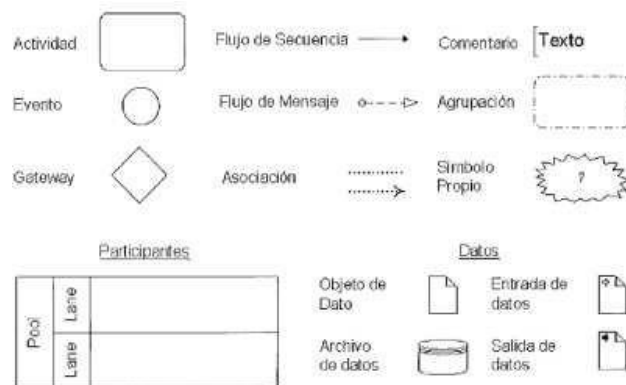 Actividad
Flujo de Secuencia
Comentario
Texto
Evento
Flujo de Mensaje
Agrupación
Gateway
Asociación
Simbolo
Propio
?
Participantes
Datos
Pool
Lane
Lane
Objeto de
Dato
Entrada de
datos
Archivo
de datos
Salida de
datos